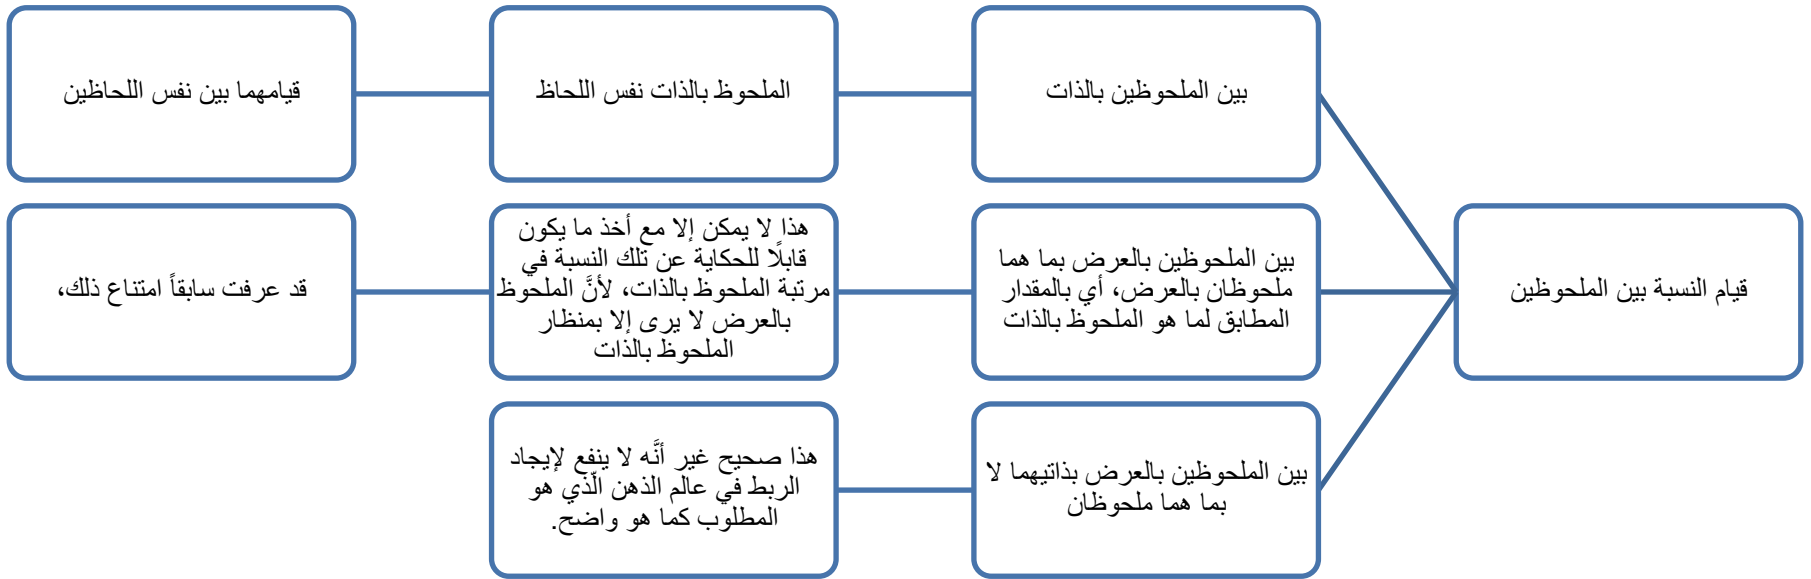 قيام النسبة بين الملحوظين
بين الملحوظين بالذات
الملحوظ بالذات نفس اللحاظ
قيامهما بين نفس اللحاظين
بين الملحوظين بالعرض بما هما
ملحوظان بالعرض، أي بالمقدار
المطابق لما هو الملحوظ بالذات
هذا لا يمكن إلا مع أخذ ما يكون
قابلًا للحكاية عن تلك النسبة في
مرتبة الملحوظ بالذات، لأنَّ الملحوظ
بالعرض لا يرى إلا بمنظار
الملحوظ بالذات
قد عرفت سابقاً امتناع ذلك،
بين الملحوظين بالعرض بذاتيهما لا
بما هما ملحوظان
هذا صحيح غير أنَّه لا ينفع لإيجاد
الربط في عالم الذهن الّذي هو
المطلوب كما هو واضح.